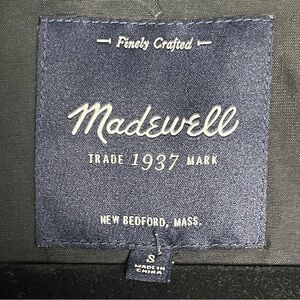 Finely Crafted
Madewell
TRADE 1937 MARK
NEW BEDFORD, MASS.
S
MADE IN
CHINA